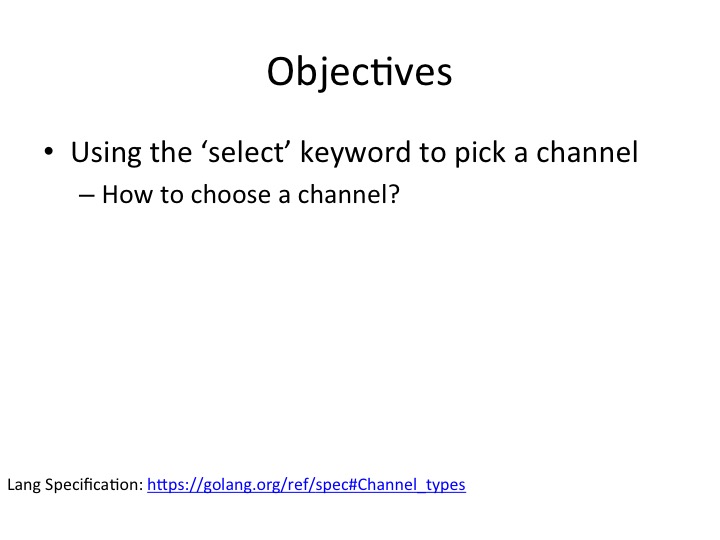 Objectives
• Using the ‘select’ keyword to pick a channel
– How to choose a channel?
Lang Specification: https://golang.org/ref/spec#Channel_types